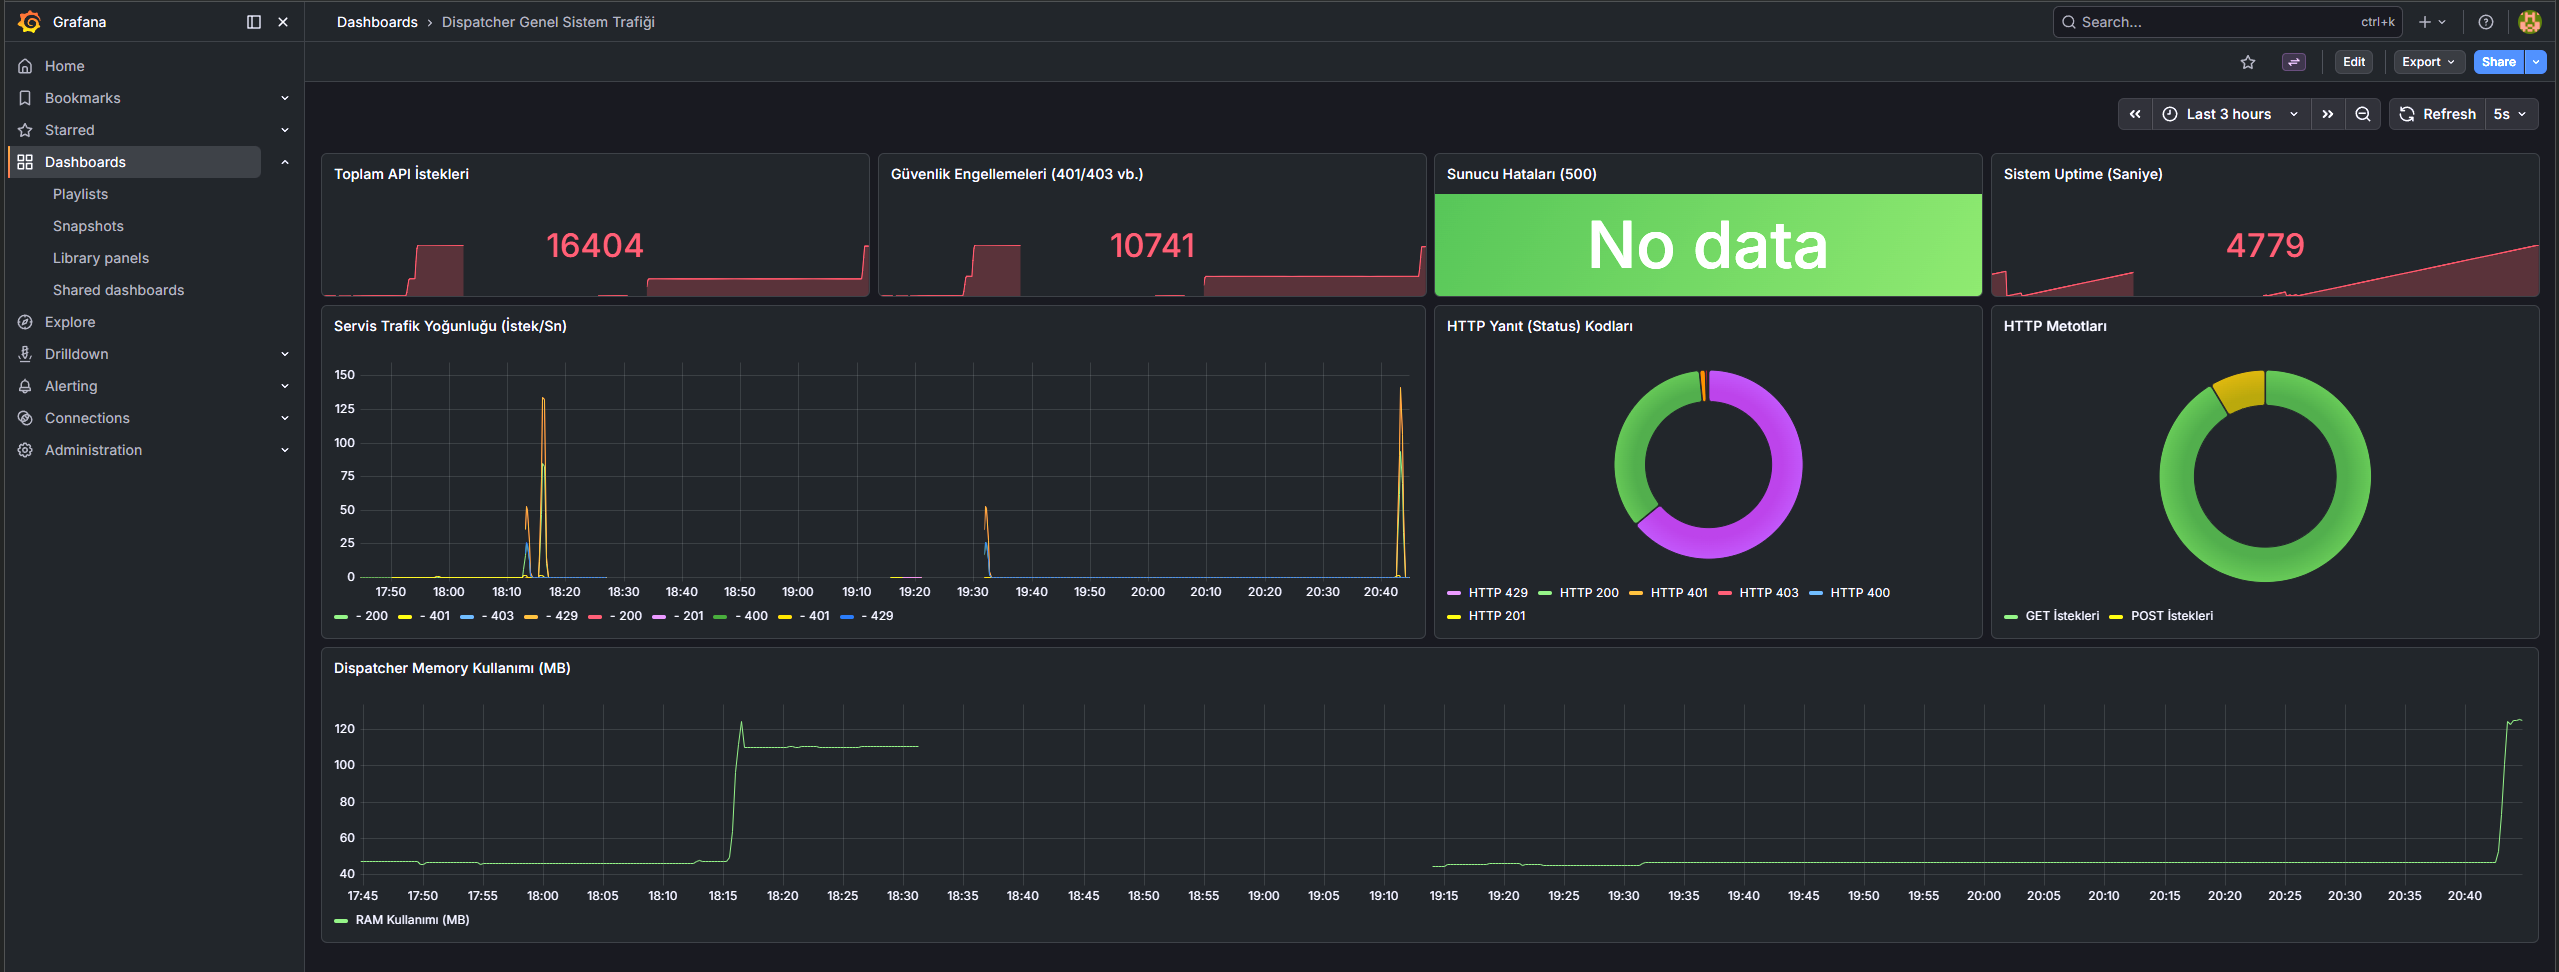 Grafana
Dashboards › Dispatcher Genel Sistem Trafiği
Search... ctrl+k
Edit Export Share
Home
Bookmarks
Starred
Dashboards
Playlists
Snapshots
Library panels
Shared dashboards
Explore
Drilldown
Alerting
Connections
Administration
Last 3 hours Refresh 5s
Toplam API İstekleri
16404
Güvenlik Engellemeleri (401/403 vb.)
10741
Sunucu Hataları (500)
No data
Sistem Uptime (Saniye)
4779
Servis Trafik Yoğunluğu (İstek/Sn)
150
125
100
75
50
25
0
17:50 18:00 18:10 18:20 18:30 18:40 18:50 19:00 19:10 19:20 19:30 19:40 19:50 20:00 20:10 20:20 20:30 20:40
- 200 - 401 - 403 - 429 - 200 - 201 - 400 - 401 - 429
HTTP Yanıt (Status) Kodları
HTTP 429 HTTP 200 HTTP 401 HTTP 403 HTTP 400
HTTP 201
HTTP Metotları
GET İstekleri POST İstekleri
Dispatcher Memory Kullanımı (MB)
120
100
80
60
40
17:45 17:50 17:55 18:00 18:05 18:10 18:15 18:20 18:25 18:30 18:35 18:40 18:45 18:50 18:55 19:00 19:05 19:10 19:15 19:20 19:25 19:30 19:35 19:40 19:45 19:50 19:55 20:00 20:05 20:10 20:15 20:20 20:25 20:30 20:35 20:40
RAM Kullanımı (MB)